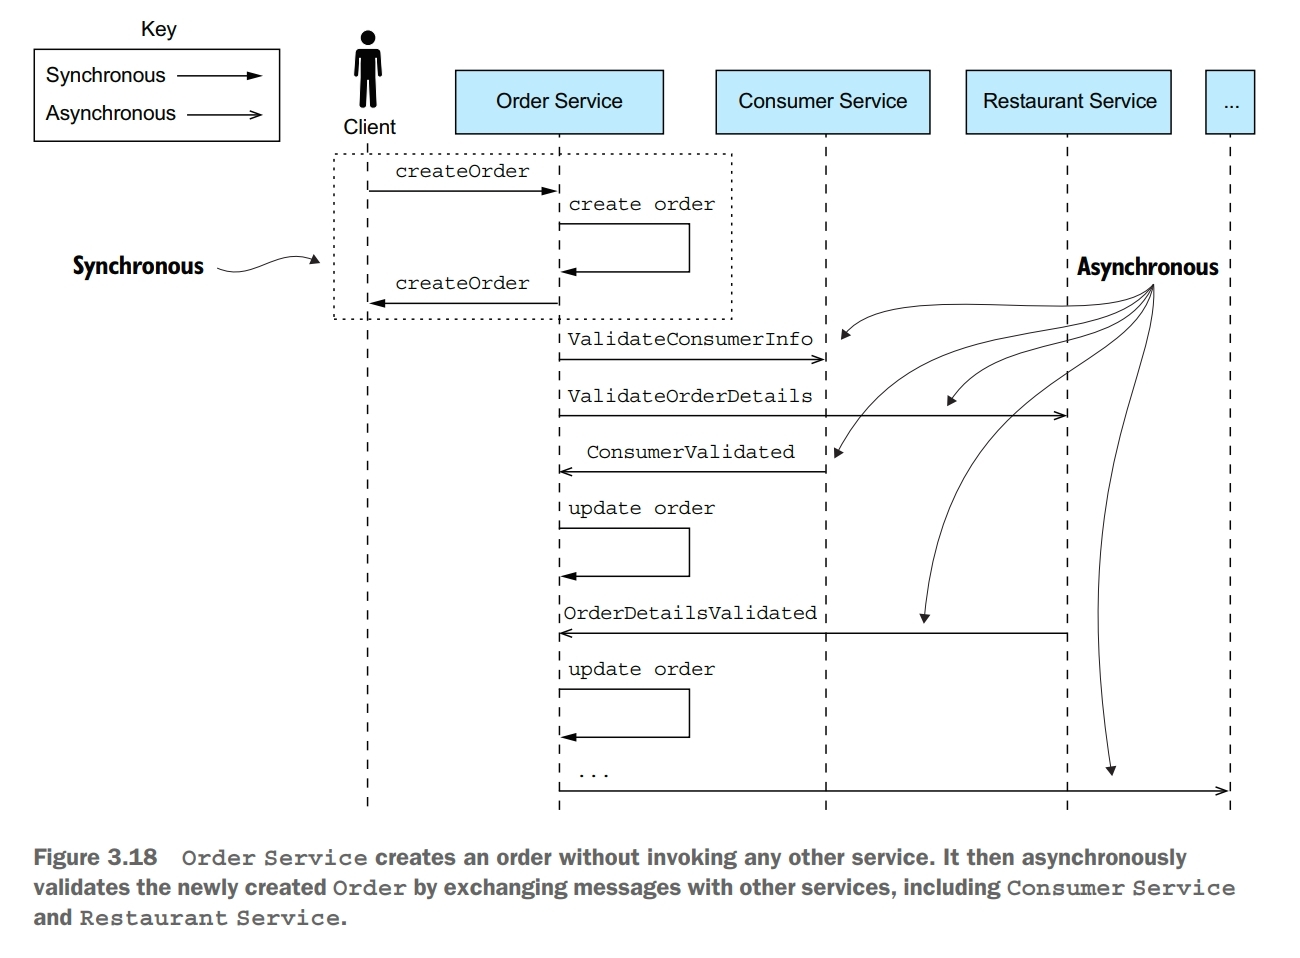 Key
Synchronous
Asynchronous
Client
Order Service
Consumer Service
Restaurant Service
...
createOrder
create order
Synchronous
Asynchronous
createOrder
ValidateConsumerInfo
ValidateOrderDetails
ConsumerValidated
update order
OrderDetailsValidated
update order
...
Figure 3.18 Order Service creates an order without invoking any other service. It then asynchronously
validates the newly created Order by exchanging messages with other services, including Consumer Service
and Restaurant Service.